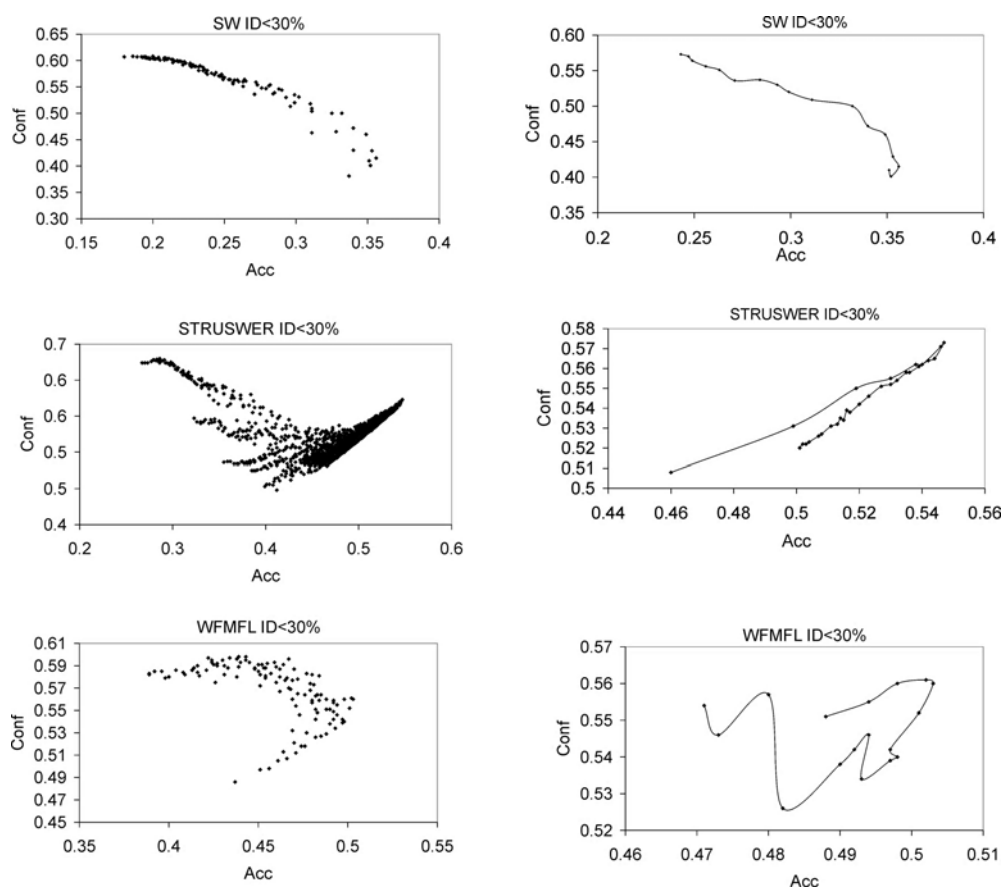 SW ID<30%
0.65
0.60
0.55
0.50
0.45
0.40
0.35
0.30
Conf
0.15 0.2 0.25 0.3 0.35 0.4
Acc
SW ID<30%
0.60
0.55
0.50
0.45
0.40
0.35
Conf
0.2 0.25 0.3 0.35 0.4
Acc
STRUSWER ID<30%
0.7
0.6
0.6
0.5
0.5
0.4
Conf
0.2 0.3 0.4 0.5 0.6
Acc
STRUSWER ID<30%
0.58
0.57
0.56
0.55
0.54
0.53
0.52
0.51
0.5
Conf
0.44 0.46 0.48 0.5 0.52 0.54 0.56
Acc
WFMFL ID<30%
0.61
0.59
0.57
0.55
0.53
0.51
0.49
0.47
0.45
Conf
0.35 0.4 0.45 0.5 0.55
Acc
WFMFL ID<30%
0.57
0.56
0.55
0.54
0.53
0.52
Conf
0.46 0.47 0.48 0.49 0.5 0.51
Acc